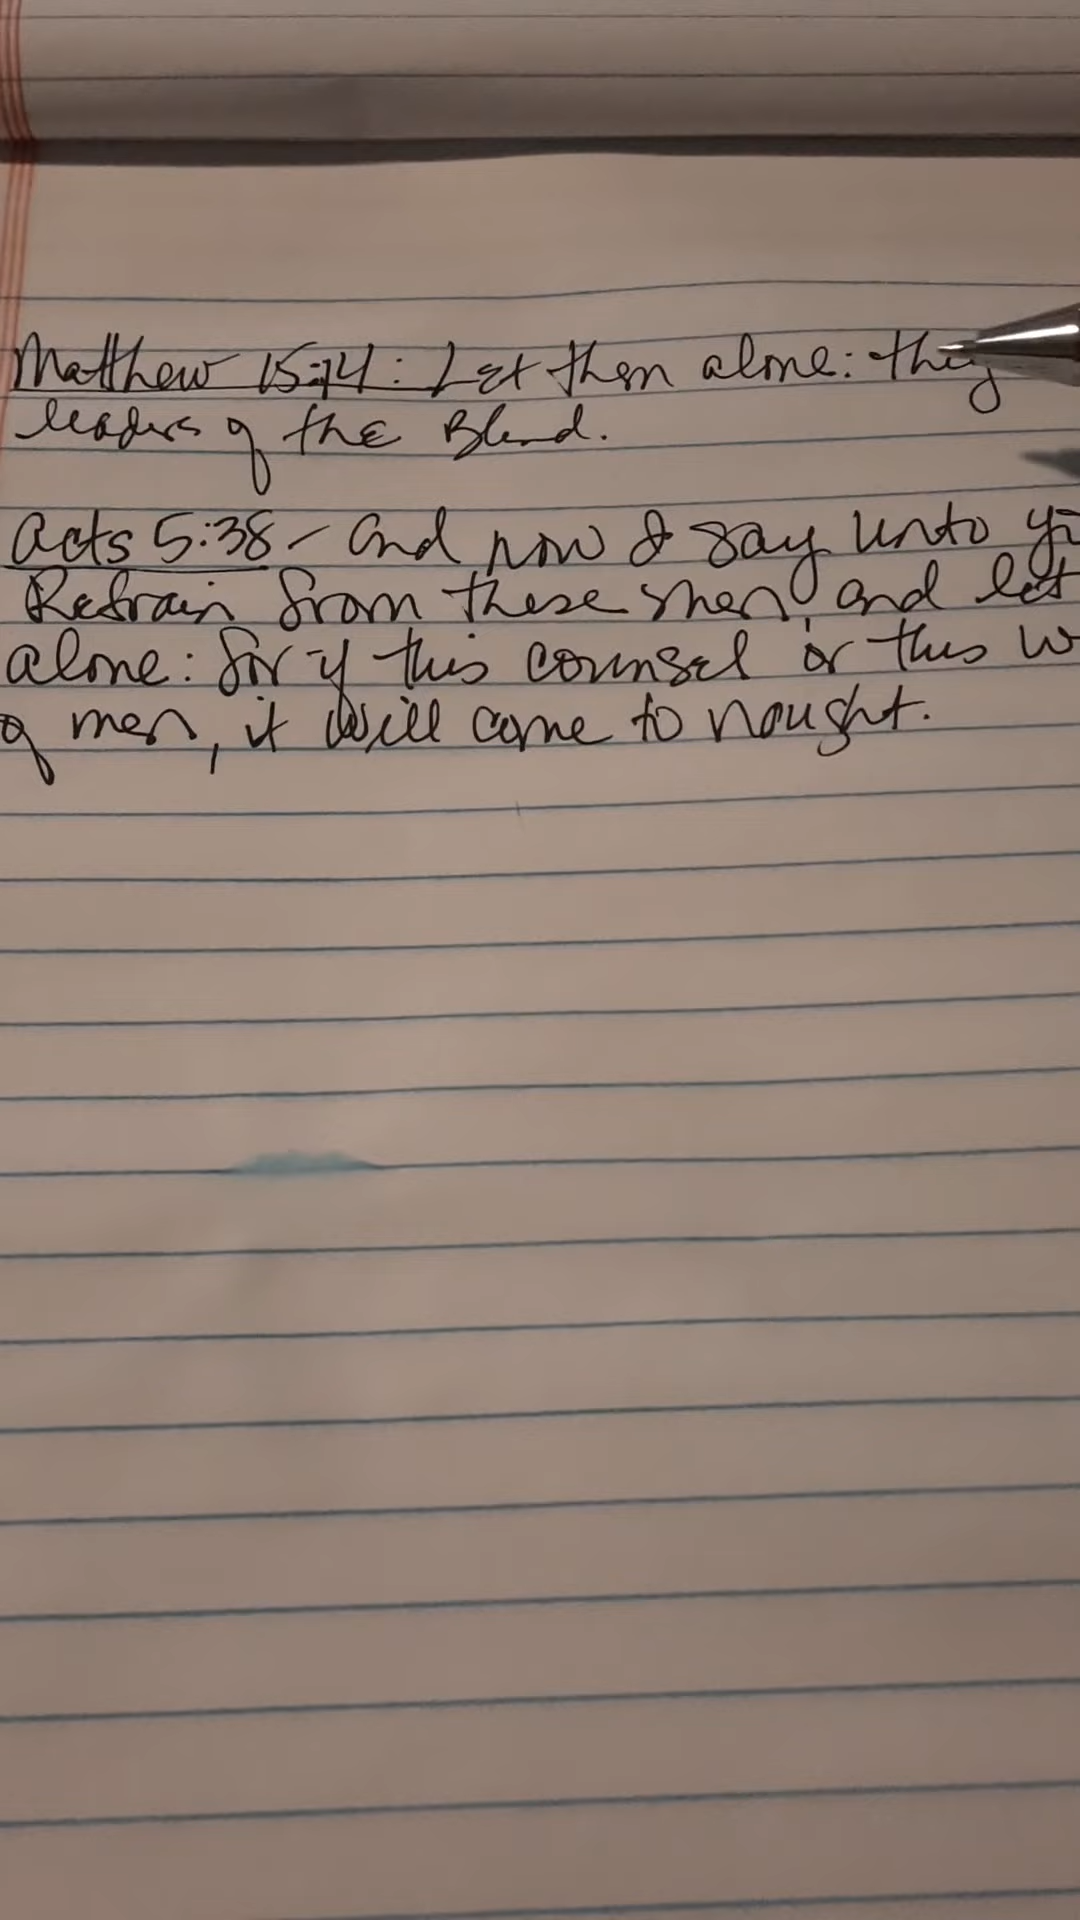 Matthew 15:14: Let them alone: they
leaders of the Blind.
Acts 5:38 - And now I say unto
Refrain from these men, and let
alone: for if this counsel or this
of men, it will come to nought.